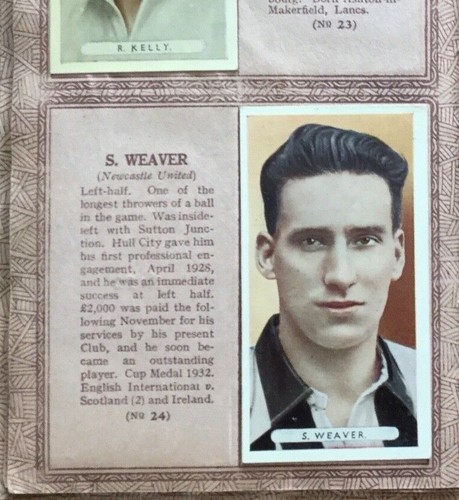 R. KELLY.
Makerfield, Lancs.
(No 23)
S. WEAVER
(Newcastle United)
Left-half. One of the
longest throwers of a ball
in the game. Was inside-
left with Sutton Junc-
tion. Hull City gave him
his first professional en-
gagement, April 1928,
and he was an immediate
success at left half.
£2,000 was paid the fol-
lowing November for his
services by his present
Club, and he soon be-
came an outstanding
player. Cup Medal 1932.
English International v.
Scotland (2) and Ireland.
(No 24)
S. WEAVER.